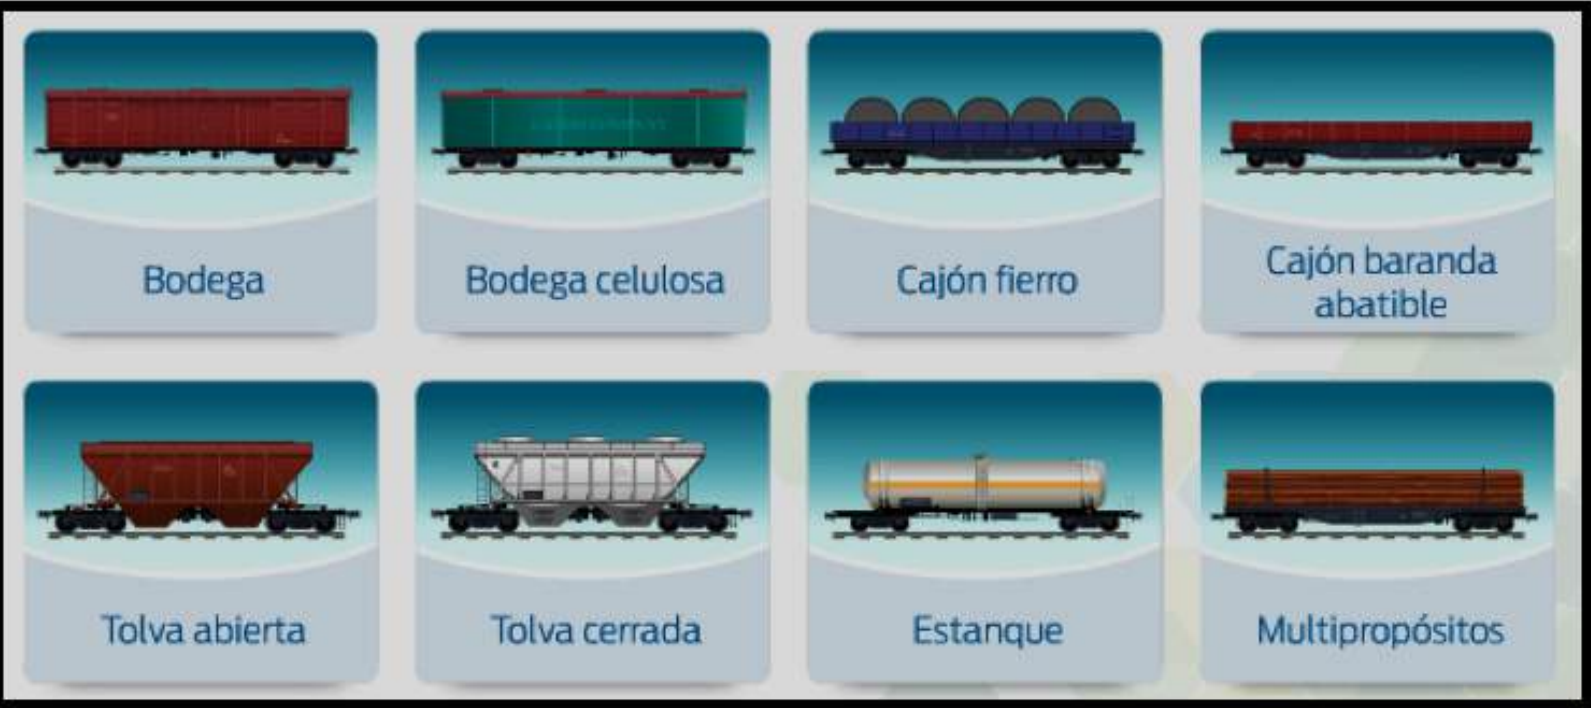 Bodega
Bodega celulosa
Cajón fierro
Cajón baranda
abatible
Tolva abierta
Tolva cerrada
Estanque
Multipropósitos